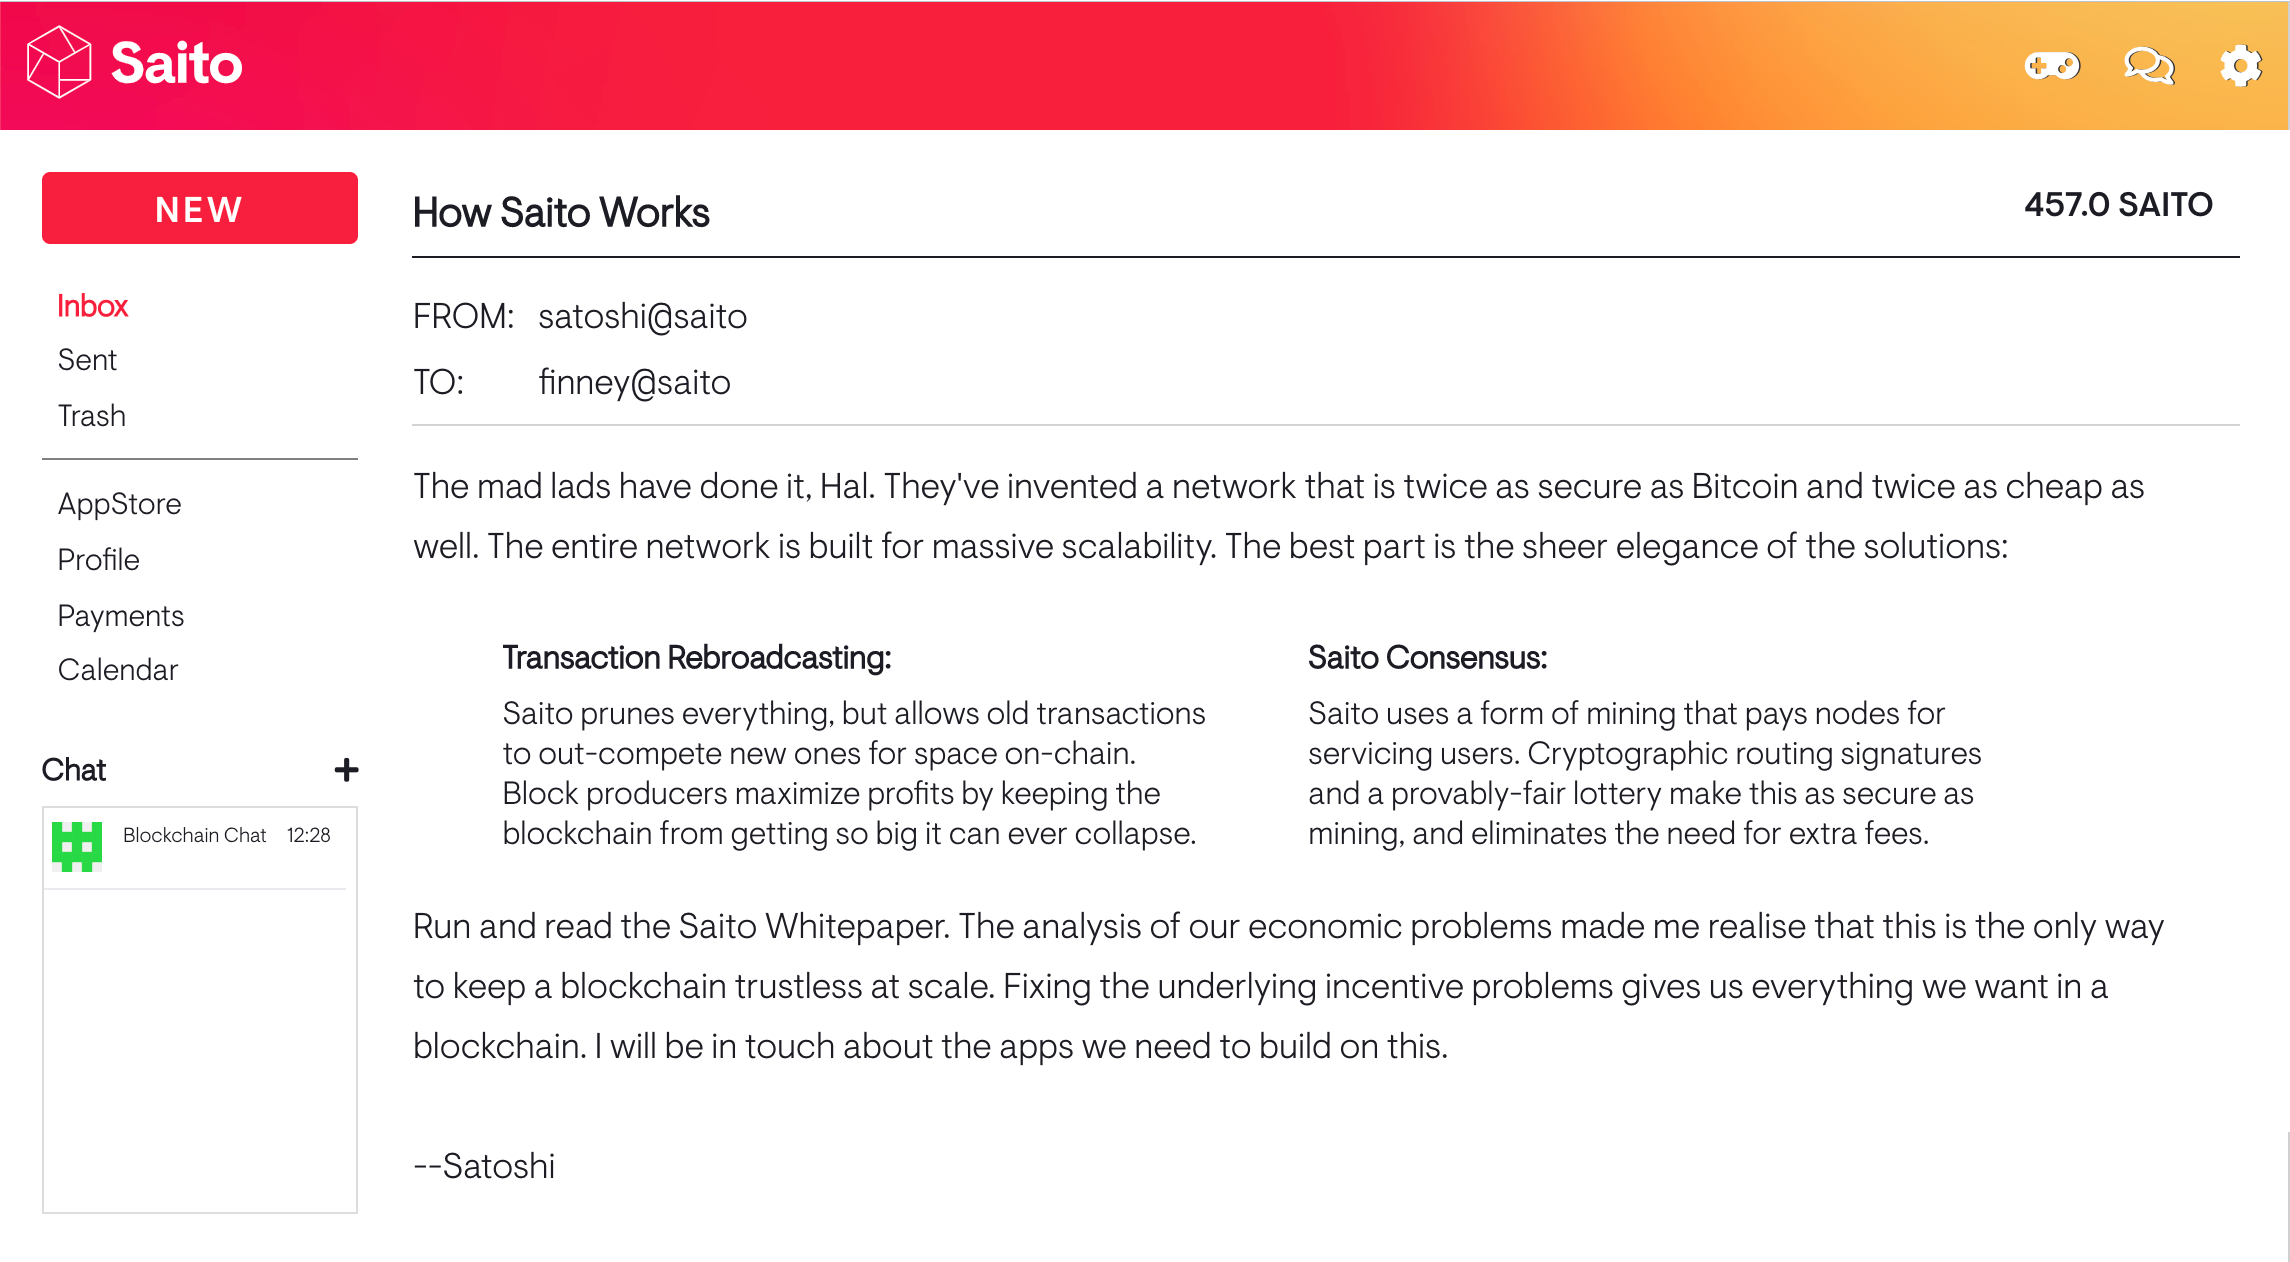 Saito
NEW
Inbox
Sent
Trash
AppStore
Profile
Payments
Calendar
Chat +
Blockchain Chat 12:28
How Saito Works
457.0 SAITO
FROM: satoshi@saito
TO: finney@saito
The mad lads have done it, Hal. They've invented a network that is twice as secure as Bitcoin and twice as cheap as
well. The entire network is built for massive scalability. The best part is the sheer elegance of the solutions:
Transaction Rebroadcasting:
Saito prunes everything, but allows old transactions
to out-compete new ones for space on-chain.
Block producers maximize profits by keeping the
blockchain from getting so big it can ever collapse.
Saito Consensus:
Saito uses a form of mining that pays nodes for
servicing users. Cryptographic routing signatures
and a provably-fair lottery make this as secure as
mining, and eliminates the need for extra fees.
Run and read the Saito Whitepaper. The analysis of our economic problems made me realise that this is the only way
to keep a blockchain trustless at scale. Fixing the underlying incentive problems gives us everything we want in a
blockchain. I will be in touch about the apps we need to build on this.
--Satoshi